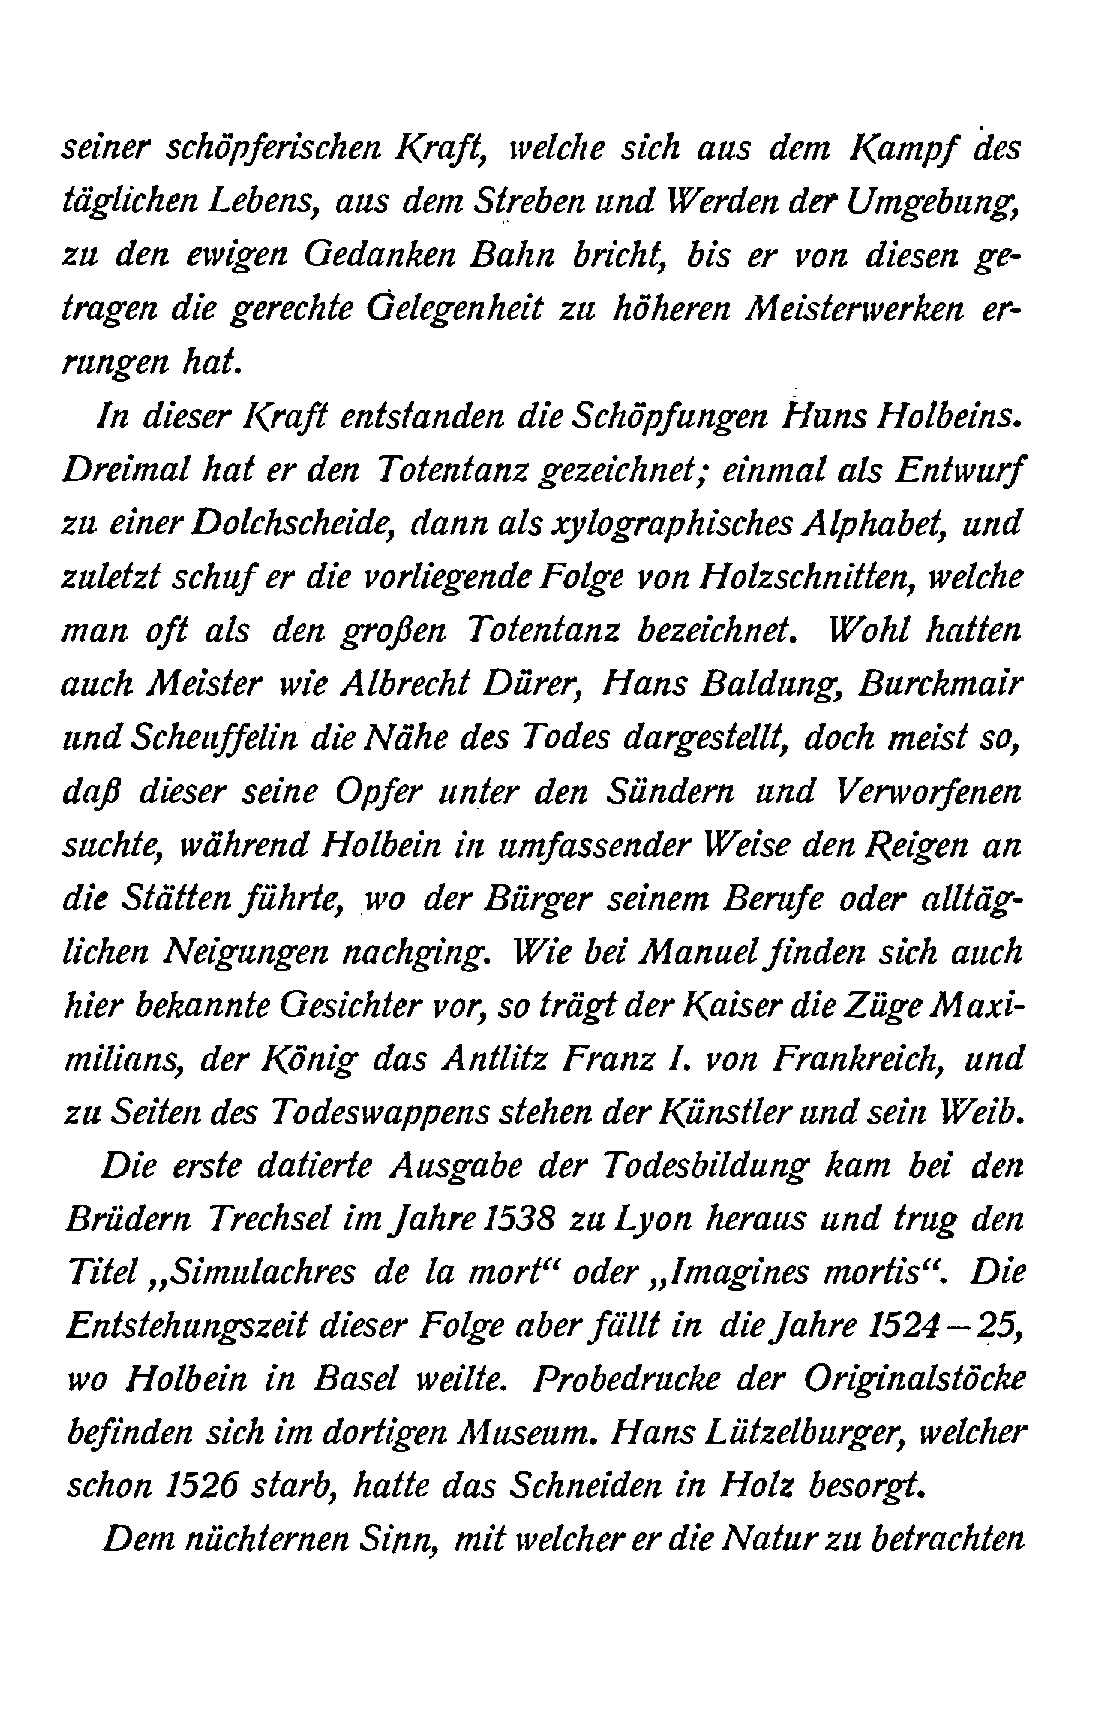 seiner schöpferischen Kraft, welche sich aus dem Kampf des
täglichen Lebens, aus dem Streben und Werden der Umgebung,
zu den ewigen Gedanken Bahn bricht, bis er von diesen ge-
tragen die gerechte Gelegenheit zu höheren Meisterwerken er-
rungen hat.
In dieser Kraft entstanden die Schöpfungen Hans Holbeins.
Dreimal hat er den Totentanz gezeichnet; einmal als Entwurf
zu einer Dolchscheide, dann als xylographisches Alphabet, und
zuletzt schuf er die vorliegende Folge von Holzschnitten, welche
man oft als den großen Totentanz bezeichnet. Wohl hatten
auch Meister wie Albrecht Dürer, Hans Baldung, Burckmair
und Scheuffelin die Nähe des Todes dargestellt, doch meist so,
daß dieser seine Opfer unter den Sündern und Verworfenen
suchte, während Holbein in umfassender Weise den Reigen an
die Stätten führte, wo der Bürger seinem Berufe oder alltäg-
lichen Neigungen nachging. Wie bei Manuel finden sich auch
hier bekannte Gesichter vor, so trägt der Kaiser die Züge Maxi-
milians, der König das Antlitz Franz I. von Frankreich, und
zu Seiten des Todeswappens stehen der Künstler und sein Weib.
Die erste datierte Ausgabe der Todesbildung kam bei den
Brüdern Trechsel im Jahre 1538 zu Lyon heraus und trug den
Titel „Simulachres de la mort“ oder „Imagines mortis“. Die
Entstehungszeit dieser Folge aber fällt in die Jahre 1524–25,
wo Holbein in Basel weilte. Probedrucke der Originalstöcke
befinden sich im dortigen Museum. Hans Lützelburger, welcher
schon 1526 starb, hatte das Schneiden in Holz besorgt.
Dem nüchternen Sinn, mit welcher er die Natur zu betrachten